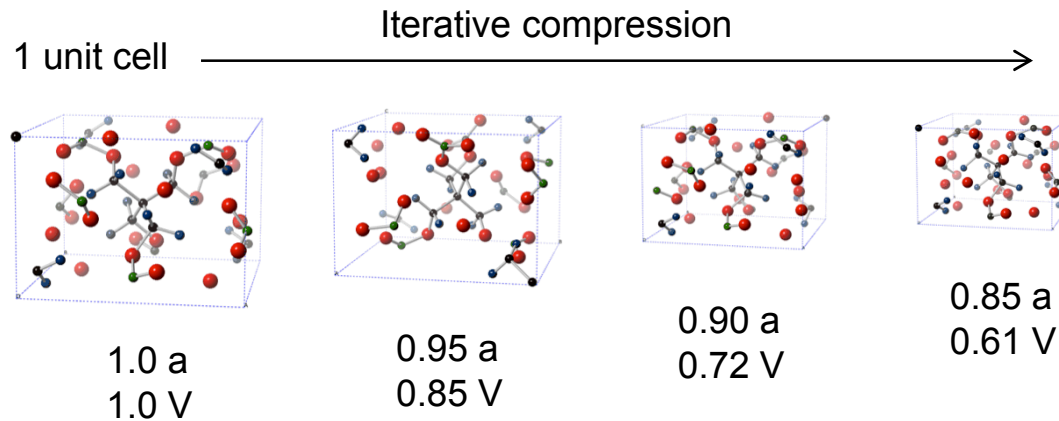 Iterative compression
1 unit cell
1.0 a
1.0 V
0.95 a
0.85 V
0.90 a
0.72 V
0.85 a
0.61 V